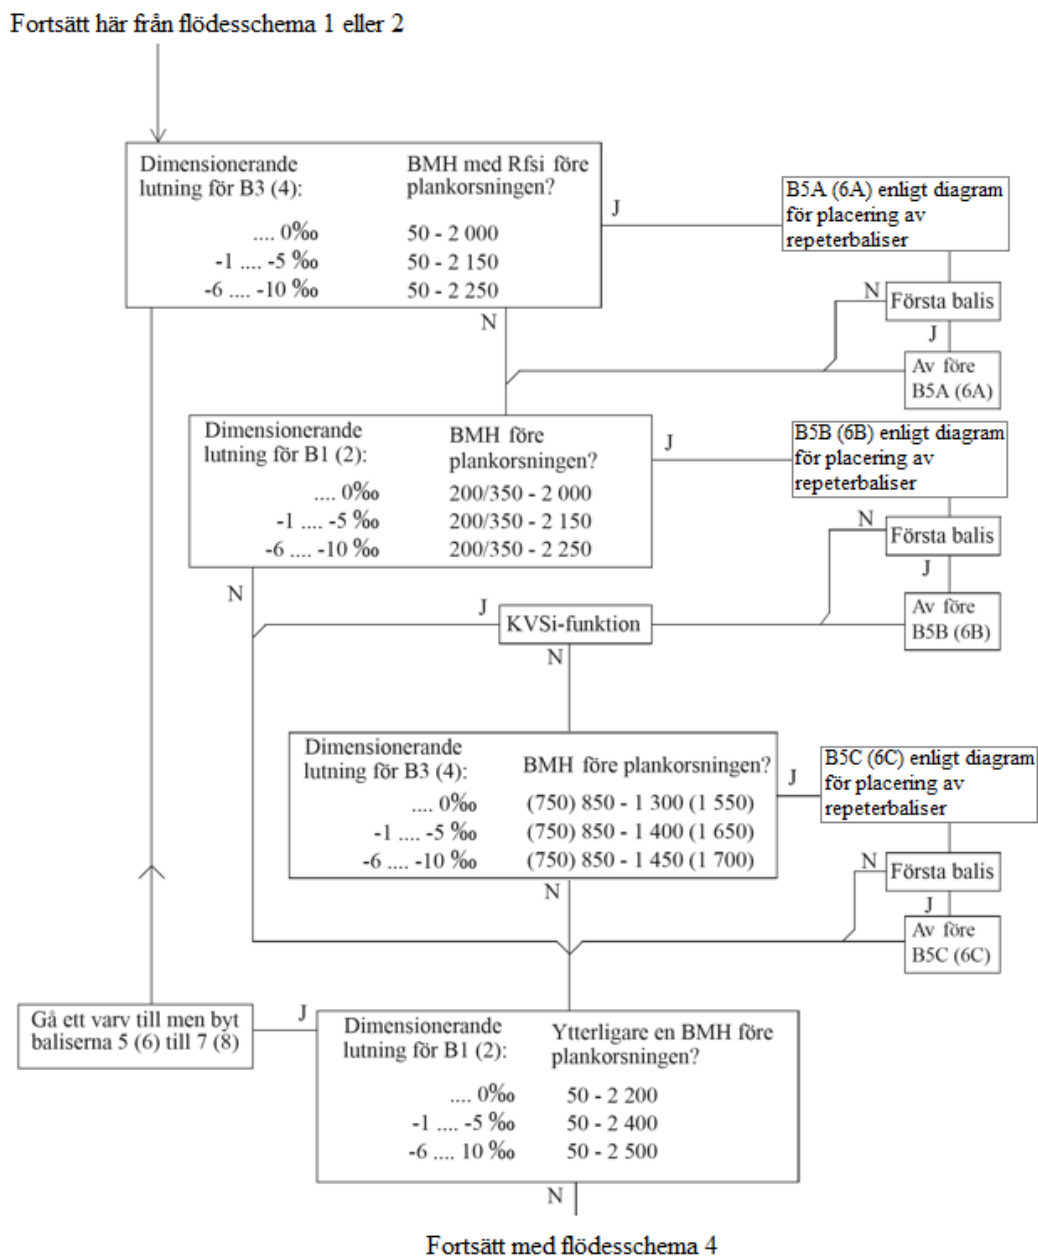 Fortsätt här från flödesschema 1 eller 2
Dimensionerande
lutning för B3 (4):
BMH med Rfsi före
plankorsningen?
.... 0‰ 50 - 2 000
-1 .... -5 ‰ 50 - 2 150
-6 .... -10 ‰ 50 - 2 250
J
B5A (6A) enligt diagram
för placering av
repeterbaliser
N
Första balis
J
Av före
B5A (6A)
N
Dimensionerande
lutning för B1 (2):
BMH före
plankorsningen?
.... 0‰ 200/350 - 2 000
-1 .... -5 ‰ 200/350 - 2 150
-6 .... -10 ‰ 200/350 - 2 250
J
B5B (6B) enligt diagram
för placering av
repeterbaliser
N
Första balis
J
Av före
B5B (6B)
N
J
KVSi-funktion
N
Dimensionerande
lutning för B3 (4):
BMH före plankorsningen?
.... 0‰ (750) 850 - 1 300 (1 550)
-1 .... -5 ‰ (750) 850 - 1 400 (1 650)
-6 .... -10 ‰ (750) 850 - 1 450 (1 700)
J
B5C (6C) enligt diagram
för placering av
repeterbaliser
N
Första balis
J
Av före
B5C (6C)
N
Gå ett varv till men byt
baliserna 5 (6) till 7 (8)
J
Dimensionerande
lutning för B1 (2):
Ytterligare en BMH före
plankorsningen?
.... 0‰ 50 - 2 200
-1 .... -5 ‰ 50 - 2 400
-6 .... 10 ‰ 50 - 2 500
N
Fortsätt med flödesschema 4